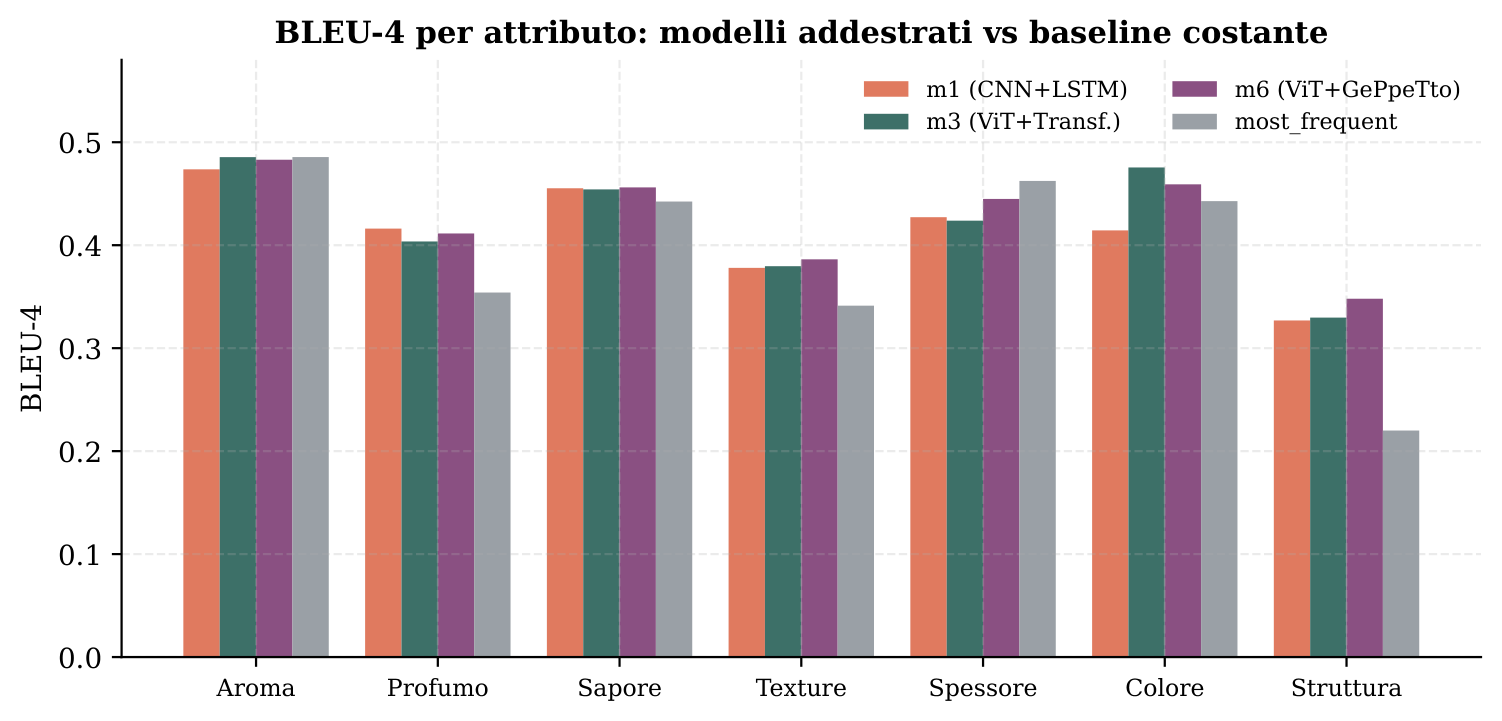 BLEU-4 per attributo: modelli addestrati vs baseline costante
m1 (CNN+LSTM)
m3 (ViT+Transf.)
m6 (ViT+GePpeTto)
most_frequent
BLEU-4
0.5
0.4
0.3
0.2
0.1
0.0
Aroma Profumo Sapore Texture Spessore Colore Struttura